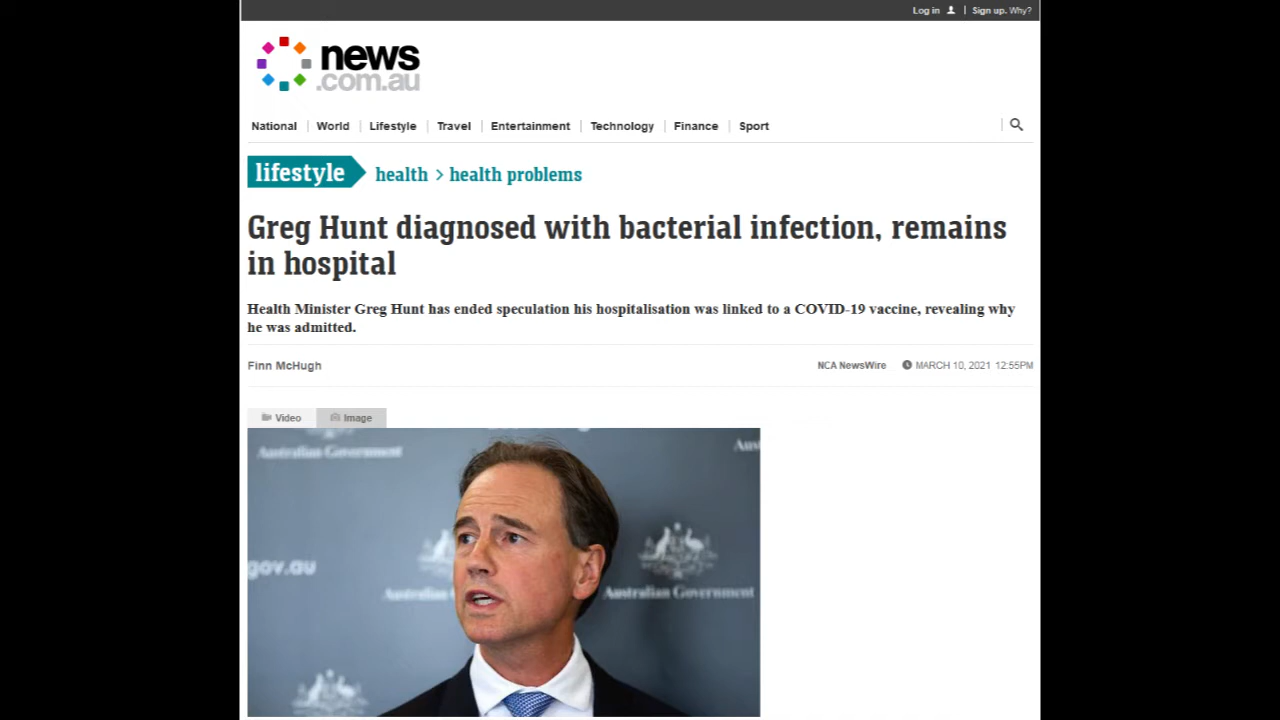 Log in | Sign up. Why?
news
.com.au
National | World | Lifestyle | Travel | Entertainment | Technology | Finance | Sport
lifestyle health > health problems
Greg Hunt diagnosed with bacterial infection, remains
in hospital
Health Minister Greg Hunt has ended speculation his hospitalisation was linked to a COVID-19 vaccine, revealing why
he was admitted.
Finn McHugh NCA NewsWire MARCH 10, 2021 12:55PM
Video Image
Australian Government Aus
gov.au
Australian Australian Government